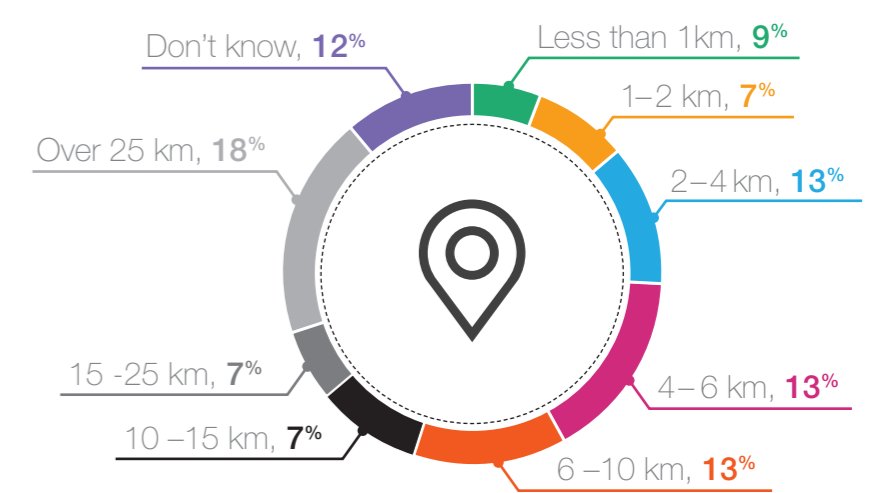 Don't know, 12%
Less than 1km, 9%
1–2 km, 7%
Over 25 km, 18%
2–4 km, 13%
15 -25 km, 7%
4–6 km, 13%
10 –15 km, 7%
6 –10 km, 13%